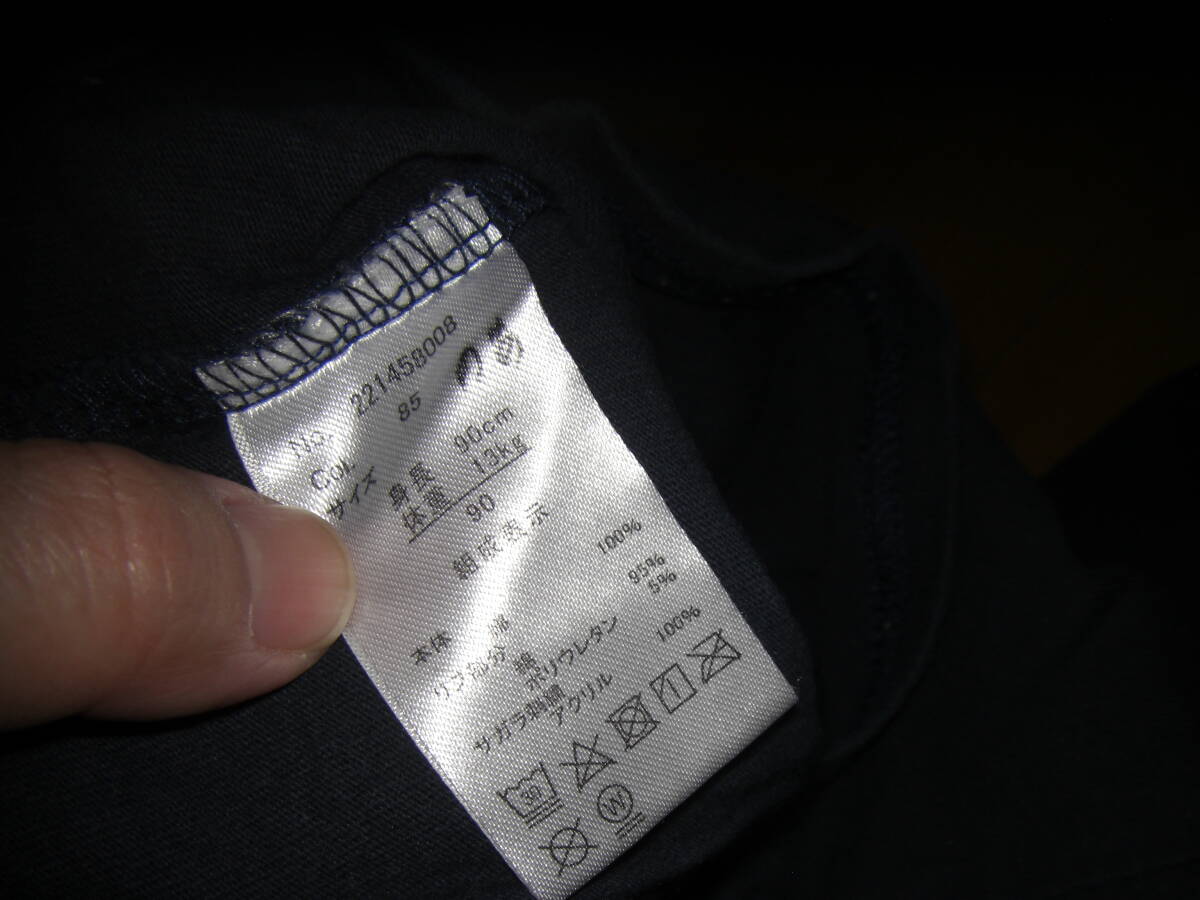 No. 221458008
Col. 85
サイズ
身長 90cm
体重 13kg
90
組成表示
本体 綿 100%
リブ部分
綿 95%
ポリウレタン 5%
サガラ刺繍
アクリル 100%
30
W